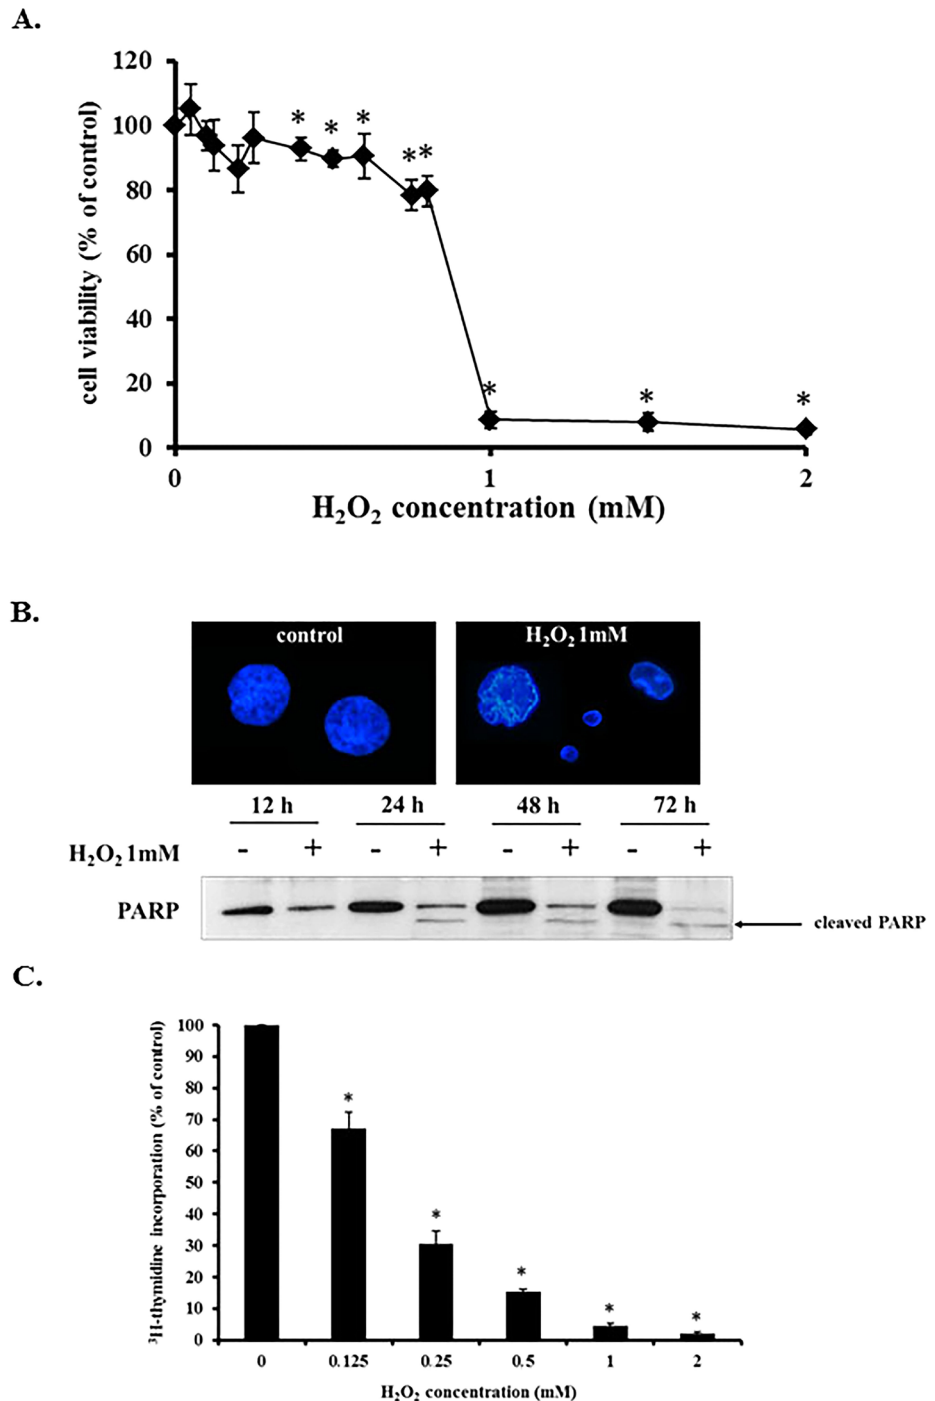 A.
cell viability (% of control)
120
100
80
60
40
20
0
* * * * * * * *
0 1 2
H₂O₂ concentration (mM)
B.
control H₂O₂ 1mM
12 h 24 h 48 h 72 h
H₂O₂ 1mM - + - + - + - +
PARP
cleaved PARP
C.
³H-thymidine incorporation (% of control)
100
90
80
70
60
50
40
30
20
10
0
* * * * *
0 0.125 0.25 0.5 1 2
H₂O₂ concentration (mM)